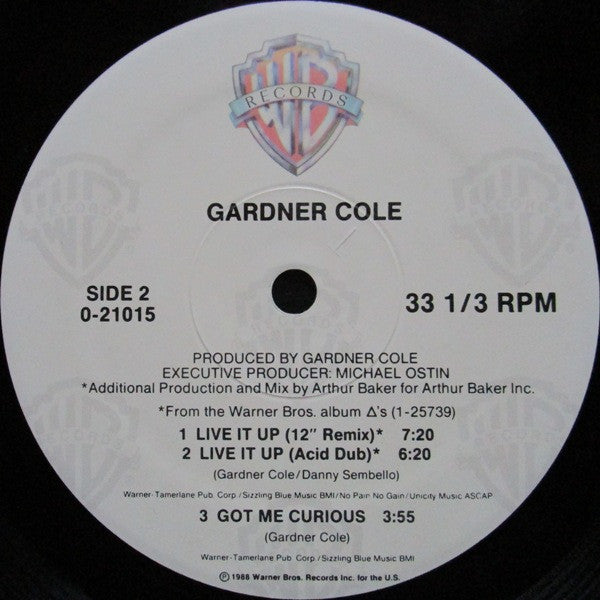 WB
RECORDS
GARDNER COLE
SIDE 2
0-21015
33 1/3 RPM
PRODUCED BY GARDNER COLE
EXECUTIVE PRODUCER: MICHAEL OSTIN
*Additional Production and Mix by Arthur Baker for Arthur Baker Inc.
*From the Warner Bros. album Δ's (1-25739)
1 LIVE IT UP (12" Remix)* 7:20
2 LIVE IT UP (Acid Dub)* 6:20
(Gardner Cole/Danny Sembello)
Warner-Tamerlane Pub. Corp./Sizzling Blue Music BMI/No Pain No Gain/Unicity Music ASCAP
3 GOT ME CURIOUS 3:55
(Gardner Cole)
Warner-Tamerlane Pub. Corp./Sizzling Blue Music BMI
℗ 1988 Warner Bros. Records Inc. for the U.S.